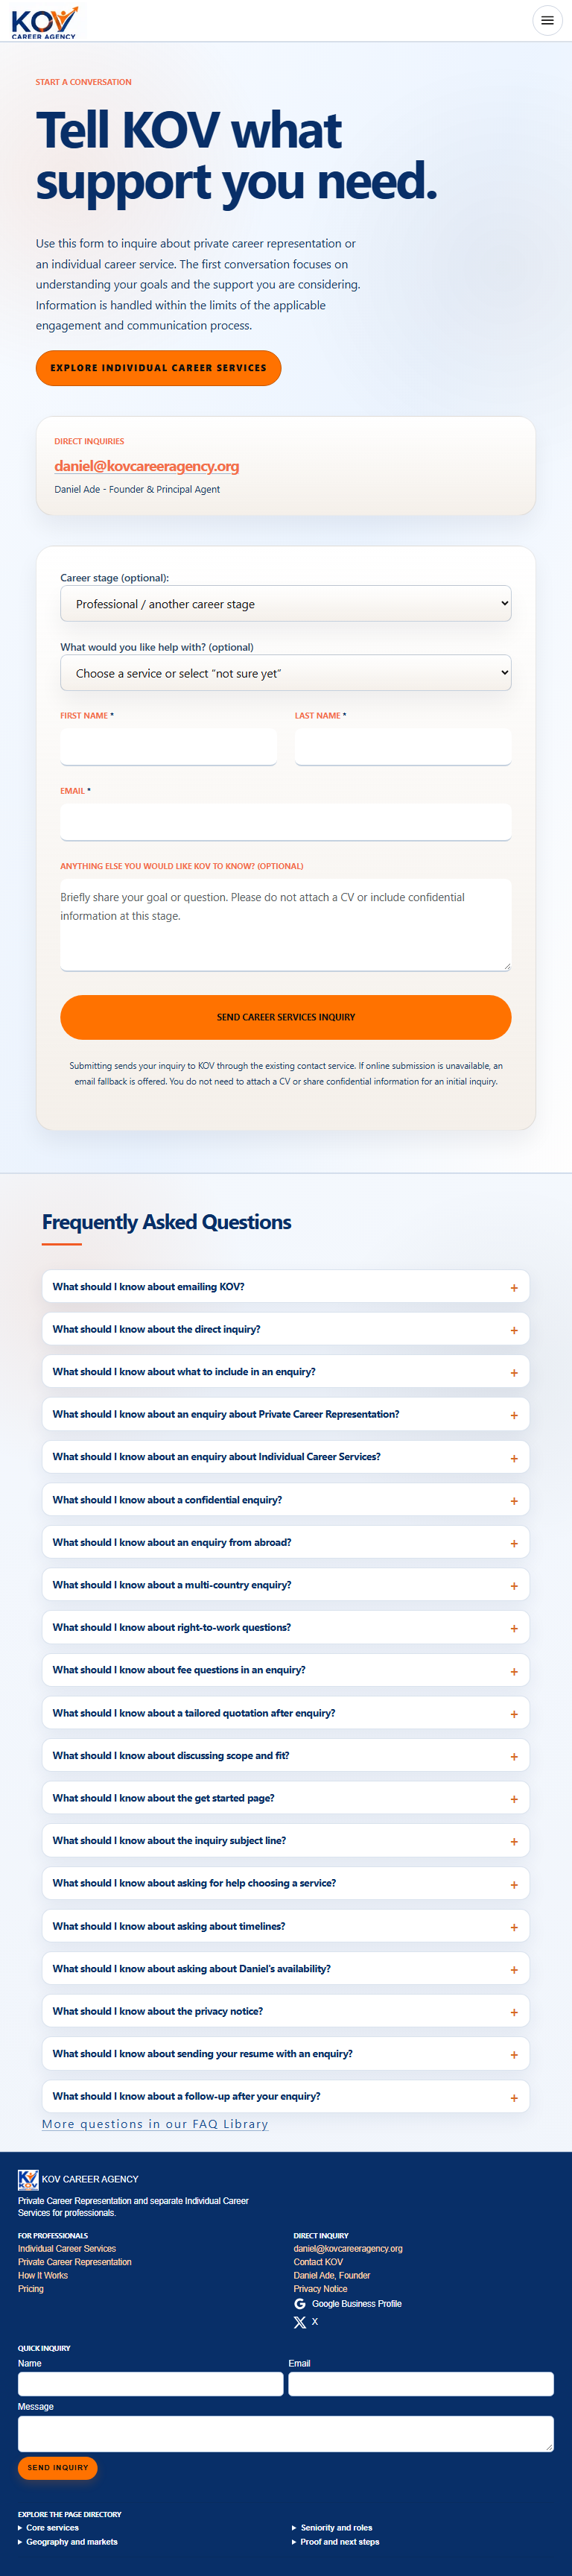 KOV
CAREER AGENCY
START A CONVERSATION
Tell KOV what
support you need.
Use this form to inquire about private career representation or
an individual career service. The first conversation focuses on
understanding your goals and the support you are considering.
Information is handled within the limits of the applicable
engagement and communication process.
EXPLORE INDIVIDUAL CAREER SERVICES
DIRECT INQUIRIES
daniel@kovcareeragency.org
Daniel Ade - Founder & Principal Agent
Career stage (optional):
Professional / another career stage
What would you like help with? (optional)
Choose a service or select “not sure yet”
FIRST NAME *
LAST NAME *
EMAIL *
ANYTHING ELSE YOU WOULD LIKE KOV TO KNOW? (OPTIONAL)
Briefly share your goal or question. Please do not attach a CV or include confidential
information at this stage.
SEND CAREER SERVICES INQUIRY
Submitting sends your inquiry to KOV through the existing contact service. If online submission is unavailable, an
email fallback is offered. You do not need to attach a CV or share confidential information for an initial inquiry.
Frequently Asked Questions
What should I know about emailing KOV? +
What should I know about the direct inquiry? +
What should I know about what to include in an enquiry? +
What should I know about an enquiry about Private Career Representation? +
What should I know about an enquiry about Individual Career Services? +
What should I know about a confidential enquiry? +
What should I know about an enquiry from abroad? +
What should I know about a multi-country enquiry? +
What should I know about right-to-work questions? +
What should I know about fee questions in an enquiry? +
What should I know about a tailored quotation after enquiry? +
What should I know about discussing scope and fit? +
What should I know about the get started page? +
What should I know about the inquiry subject line? +
What should I know about asking for help choosing a service? +
What should I know about asking about timelines? +
What should I know about asking about Daniel's availability? +
What should I know about the privacy notice? +
What should I know about sending your resume with an enquiry? +
What should I know about a follow-up after your enquiry? +
More questions in our FAQ Library
KOV CAREER AGENCY
Private Career Representation and separate Individual Career
Services for professionals.
FOR PROFESSIONALS
Individual Career Services
Private Career Representation
How It Works
Pricing
DIRECT INQUIRY
daniel@kovcareeragency.org
Contact KOV
Daniel Ade, Founder
Privacy Notice
Google Business Profile
X
QUICK INQUIRY
Name
Email
Message
SEND INQUIRY
EXPLORE THE PAGE DIRECTORY
Core services
Seniority and roles
Geography and markets
Proof and next steps